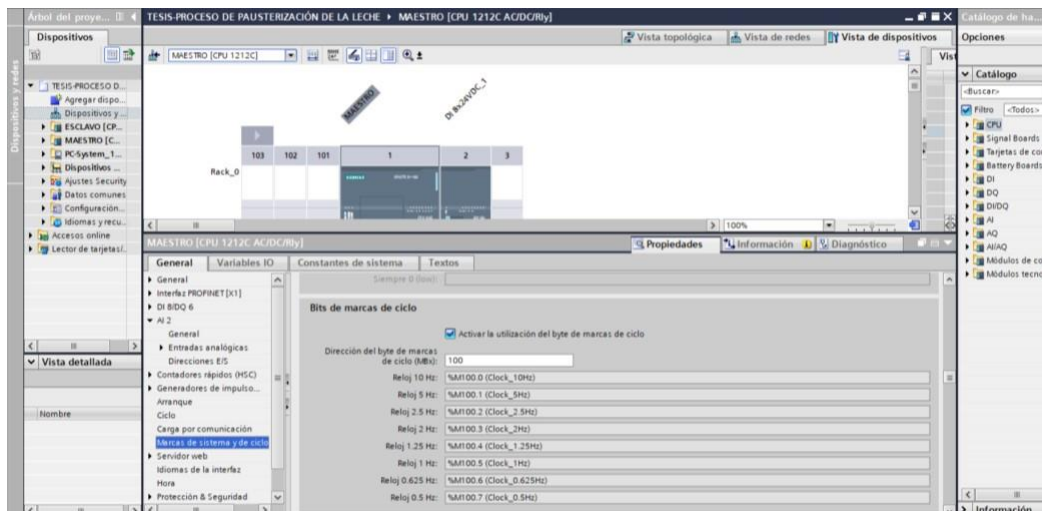 Árbol del proye...
TESIS-PROCESO DE PAUSTERIZACIÓN DE LA LECHE ▸ MAESTRO [CPU 1212C AC/DC/Rly]
Catálogo de ha...
Dispositivos
Vista topológica
Vista de redes
Vista de dispositivos
Opciones
MAESTRO [CPU 1212C]
Dispositivos y redes
TESIS-PROCESO D...
Agregar dispo...
Dispositivos y ...
ESCLAVO [CP...
MAESTRO [C...
PC-System_1...
Dispositivos ...
Ajustes Security
Datos comunes
Configuración...
Idiomas y recu...
Accesos online
Lector de tarjetas/...
MAESTRO
DI 8x24VDC_1
103 102 101 1 2 3
Rack_0
SIEMENS
100%
Catálogo
<Buscar>
Filtro <Todos>
CPU
Signal Boards
Tarjetas de co
Battery Boards
DI
DQ
DI/DQ
AI
AQ
AI/AQ
Módulos de co
Módulos tecno
MAESTRO [CPU 1212C AC/DC/Rly]
Propiedades
Información
Diagnóstico
General
Variables IO
Constantes de sistema
Textos
General
Interfaz PROFINET [X1]
DI 8/DQ 6
AI 2
General
Entradas analógicas
Direcciones E/S
Contadores rápidos (HSC)
Generadores de impulso...
Arranque
Ciclo
Carga por comunicación
Marcas de sistema y de ciclo
Servidor web
Idiomas de la interfaz
Hora
Protección & Seguridad
Siempre 0 (low):
Bits de marcas de ciclo
Activar la utilización del byte de marcas de ciclo
Dirección del byte de marcas
de ciclo (MBx): 100
Reloj 10 Hz: %M100.0 (Clock_10Hz)
Reloj 5 Hz: %M100.1 (Clock_5Hz)
Reloj 2.5 Hz: %M100.2 (Clock_2.5Hz)
Reloj 2 Hz: %M100.3 (Clock_2Hz)
Reloj 1.25 Hz: %M100.4 (Clock_1.25Hz)
Reloj 1 Hz: %M100.5 (Clock_1Hz)
Reloj 0.625 Hz: %M100.6 (Clock_0.625Hz)
Reloj 0.5 Hz: %M100.7 (Clock_0.5Hz)
Vista detallada
Nombre
Información